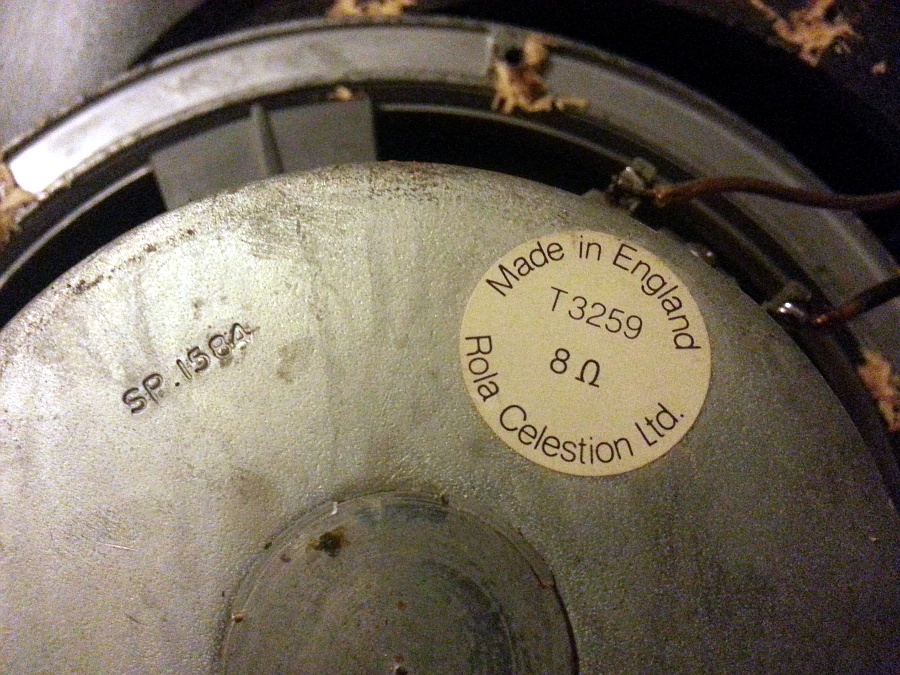 SP.1584
Made in England
T3259
8 Ω
Rola Celestion Ltd.